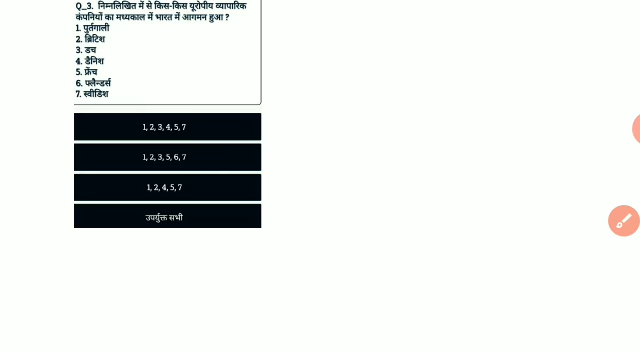 Q_3. निम्नलिखित में से किस-किस यूरोपीय व्यापारिक
कंपनियों का मध्यकाल में भारत में आगमन हुआ ?
1. पुर्तगाली
2. ब्रिटिश
3. डच
4. डैनिश
5. फ्रेंच
6. फ्लैन्डर्स
7. स्वीडिश
1, 2, 3, 4, 5, 7
1, 2, 3, 5, 6, 7
1, 2, 4, 5, 7
उपर्युक्त सभी